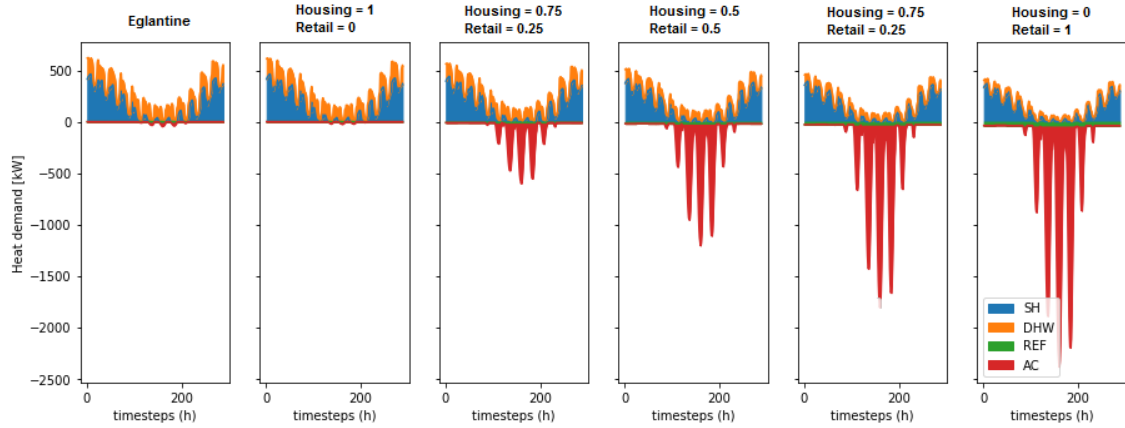 Eglantine
Housing = 1
Retail = 0
Housing = 0.75
Retail = 0.25
Housing = 0.5
Retail = 0.5
Housing = 0.75
Retail = 0.25
Housing = 0
Retail = 1
Heat demand [kW]
500
0
−500
−1000
−1500
−2000
−2500
SH
DHW
REF
AC
0 200
0 200
0 200
0 200
0 200
0 200
timesteps (h)
timesteps (h)
timesteps (h)
timesteps (h)
timesteps (h)
timesteps (h)